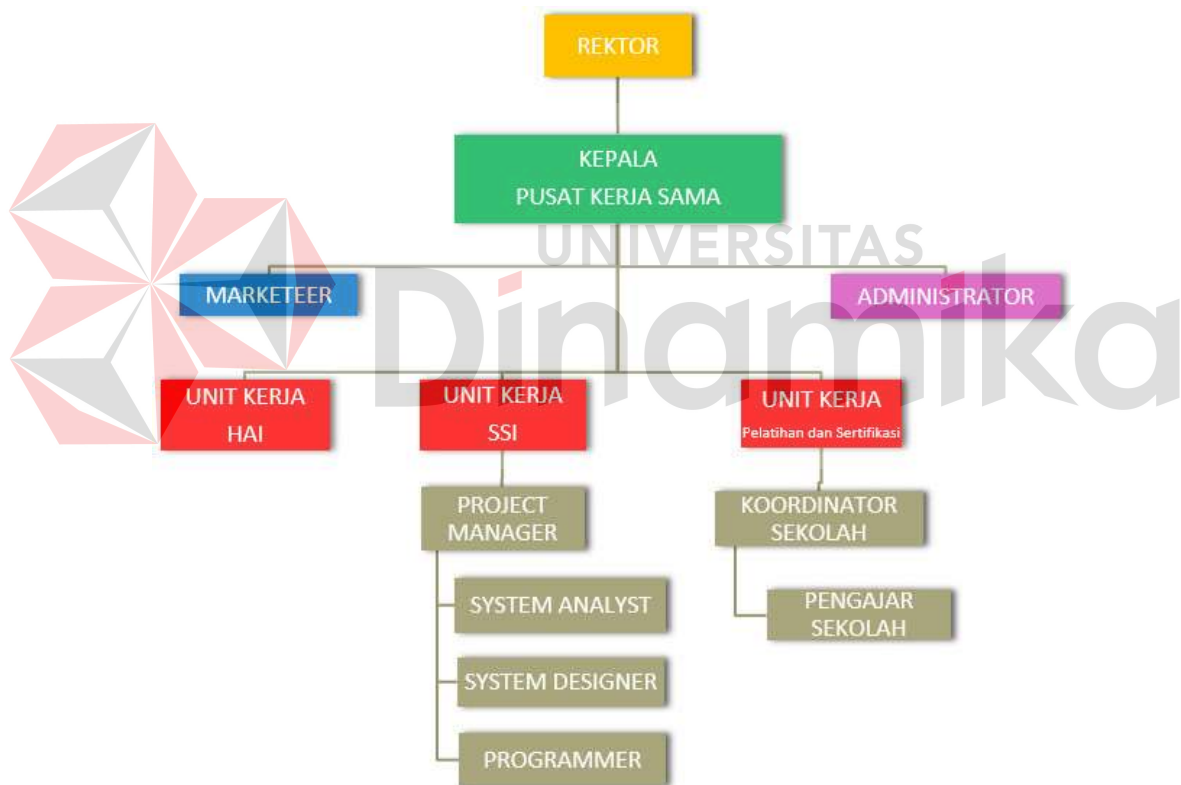 REKTOR
KEPALA
PUSAT KERJA SAMA
UNIVERSITAS
Dinamika
MARKETEER
ADMINISTRATOR
UNIT KERJA
HAI
UNIT KERJA
SSI
UNIT KERJA
Pelatihan dan Sertifikasi
PROJECT
MANAGER
KOORDINATOR
SEKOLAH
SYSTEM ANALYST
PENGAJAR
SEKOLAH
SYSTEM DESIGNER
PROGRAMMER